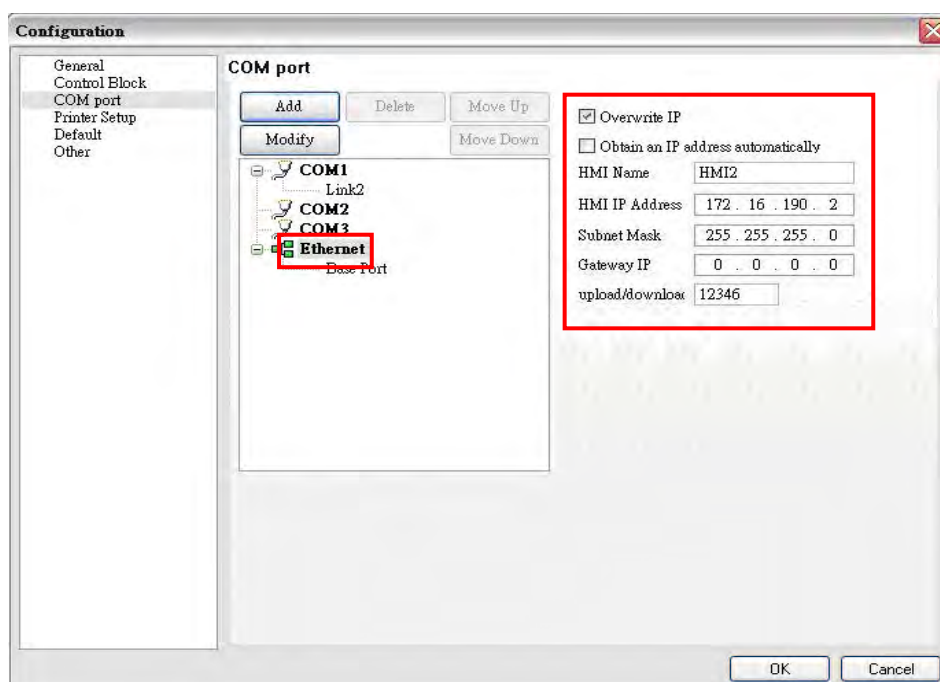 Configuration
General
Control Block
COM port
Printer Setup
Default
Other
COM port
Add Delete Move Up
Modify Move Down
COM1
Link2
COM2
COM3
Ethernet
Base Port
Overwrite IP
Obtain an IP address automatically
HMI Name HMI2
HMI IP Address 172 . 16 . 190 . 2
Subnet Mask 255 . 255 . 255 . 0
Gateway IP 0 . 0 . 0 . 0
upload/downloa 12346
OK Cancel